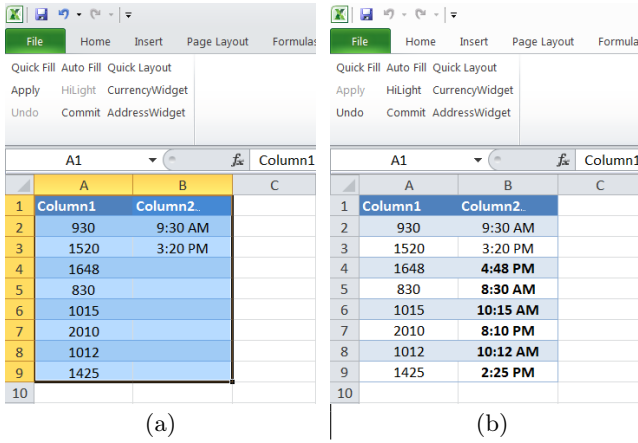 File Home Insert Page Layout Formulas
Quick Fill Auto Fill Quick Layout
Apply HiLight CurrencyWidget
Undo Commit AddressWidget
A1 fx Column1
A B C
1 Column1 Column2..
2 930 9:30 AM
3 1520 3:20 PM
4 1648
5 830
6 1015
7 2010
8 1012
9 1425
10
(a)
File Home Insert Page Layout Formula
Quick Fill Auto Fill Quick Layout
Apply HiLight CurrencyWidget
Undo Commit AddressWidget
A1 fx Column1
A B C
1 Column1 Column2..
2 930 9:30 AM
3 1520 3:20 PM
4 1648 4:48 PM
5 830 8:30 AM
6 1015 10:15 AM
7 2010 8:10 PM
8 1012 10:12 AM
9 1425 2:25 PM
10
(b)